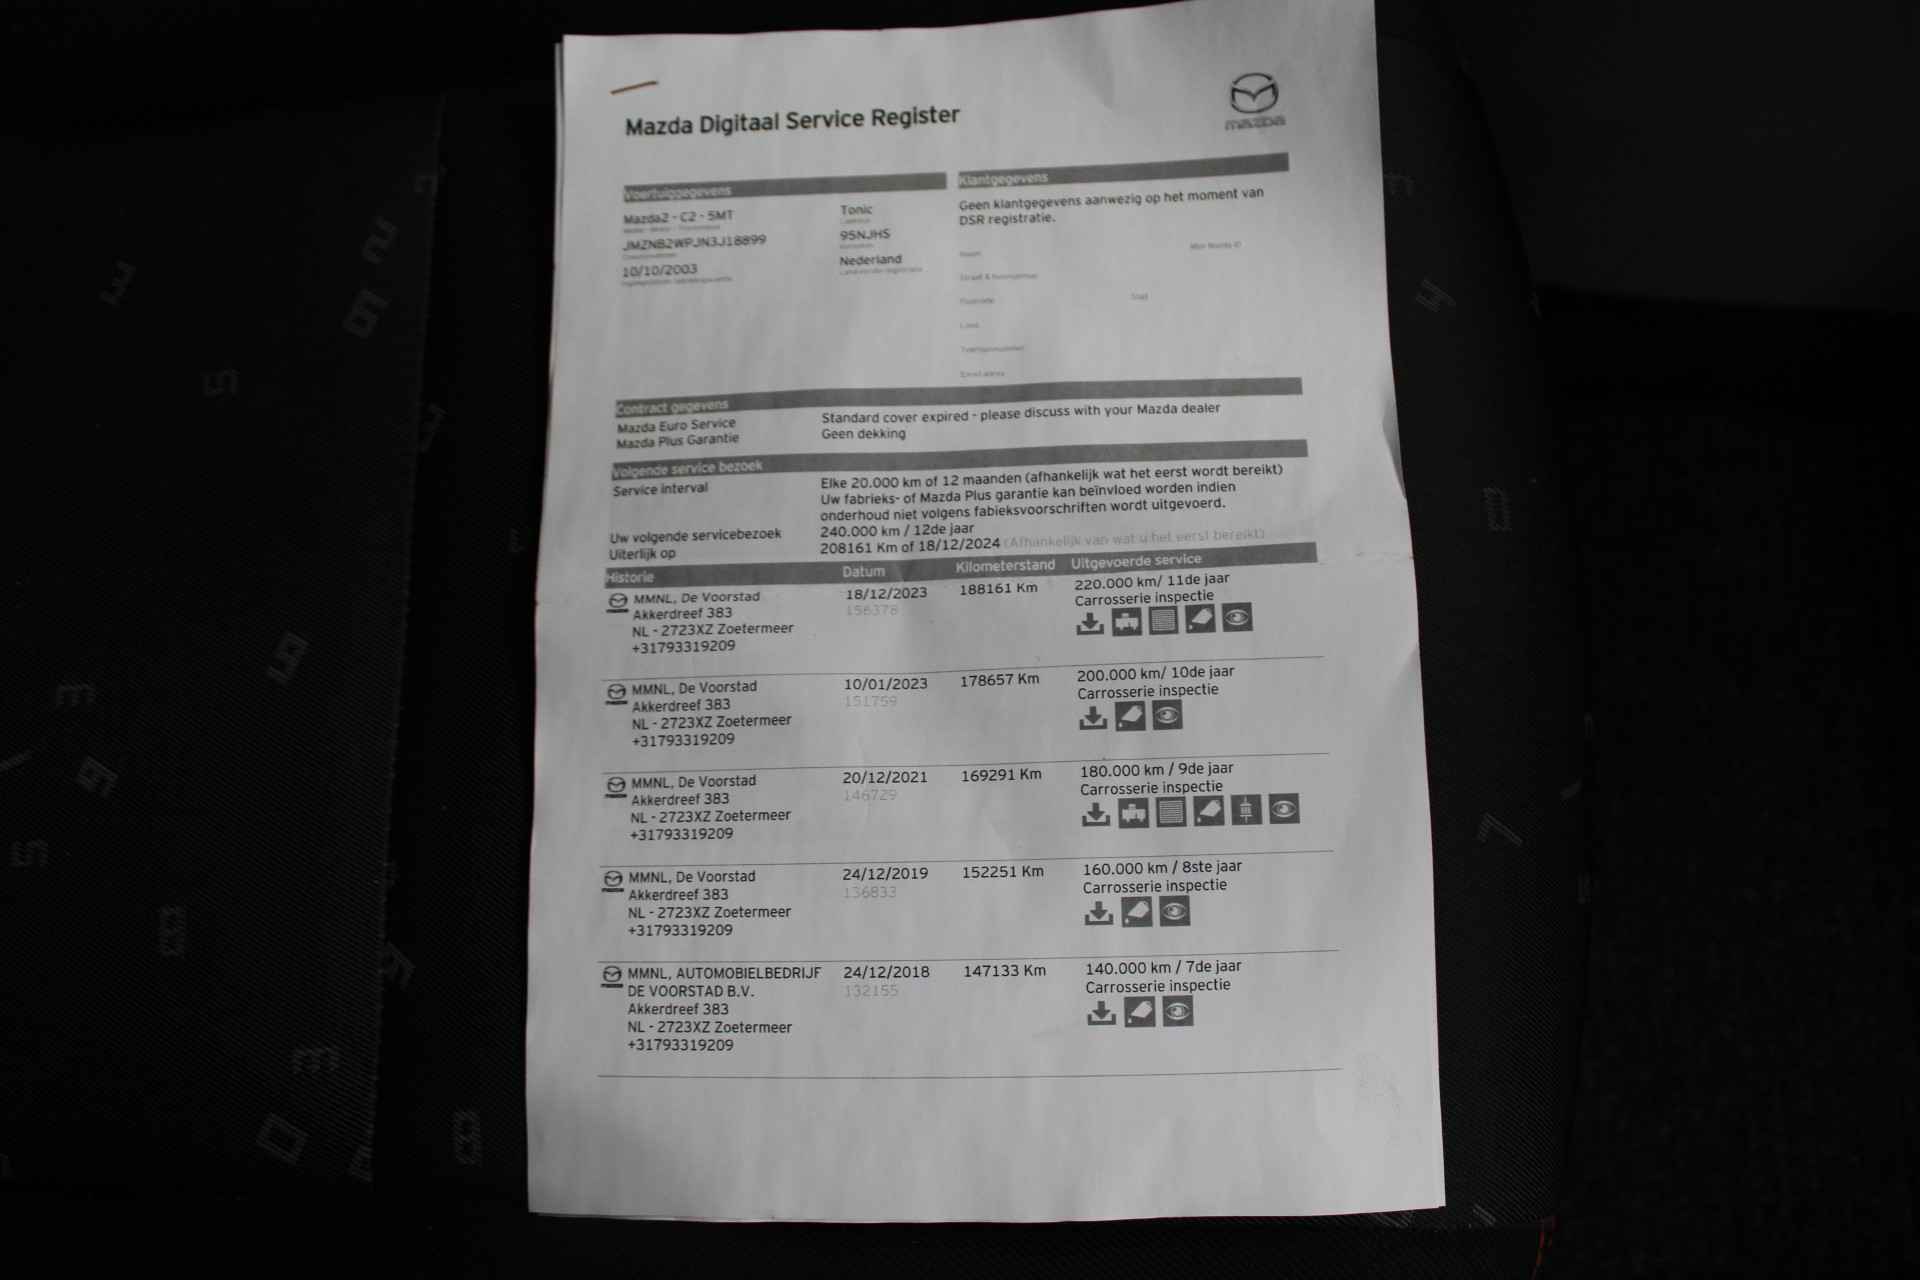 Mazda Digitaal Service Register
mazda
Voertuiggegevens
Mazda2 - C2 - 5MT
Tonic
JMZNB2WPJN3J18899
95NJHS
10/10/2003
Nederland
Klantgegevens
Geen klantgegevens aanwezig op het moment van
DSR registratie.
Naam
Straat & huisnummer
Postcode
Stad
Land
Telefoonnummer
Email adres
Contract gegevens
Mazda Euro Service
Standard cover expired - please discuss with your Mazda dealer
Mazda Plus Garantie
Geen dekking
Volgende service bezoek
Service interval
Elke 20.000 km of 12 maanden (afhankelijk wat het eerst wordt bereikt)
Uw fabrieks- of Mazda Plus garantie kan beïnvloed worden indien
onderhoud niet volgens fabieksvoorschriften wordt uitgevoerd.
Uw volgende servicebezoek
240.000 km / 12de jaar
Uiterlijk op
208161 Km of 18/12/2024 (Afhankelijk van wat u het eerst bereikt)
Historie Datum Kilometerstand Uitgevoerde service
MMNL, De Voorstad 18/12/2023 188161 Km 220.000 km/ 11de jaar
Akkerdreef 383 156378 Carrosserie inspectie
NL - 2723XZ Zoetermeer
+31793319209
MMNL, De Voorstad 10/01/2023 178657 Km 200.000 km/ 10de jaar
Akkerdreef 383 151759 Carrosserie inspectie
NL - 2723XZ Zoetermeer
+31793319209
MMNL, De Voorstad 20/12/2021 169291 Km 180.000 km / 9de jaar
Akkerdreef 383 146729 Carrosserie inspectie
NL - 2723XZ Zoetermeer
+31793319209
MMNL, De Voorstad 24/12/2019 152251 Km 160.000 km / 8ste jaar
Akkerdreef 383 136833 Carrosserie inspectie
NL - 2723XZ Zoetermeer
+31793319209
MMNL, AUTOMOBIELBEDRIJF 24/12/2018 147133 Km 140.000 km / 7de jaar
DE VOORSTAD B.V. 132155 Carrosserie inspectie
Akkerdreef 383
NL - 2723XZ Zoetermeer
+31793319209